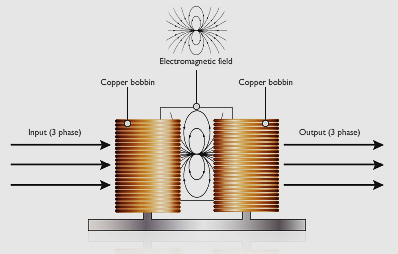 Electromagnetic field
Copper bobbin
Copper bobbin
Input (3 phase)
Output (3 phase)